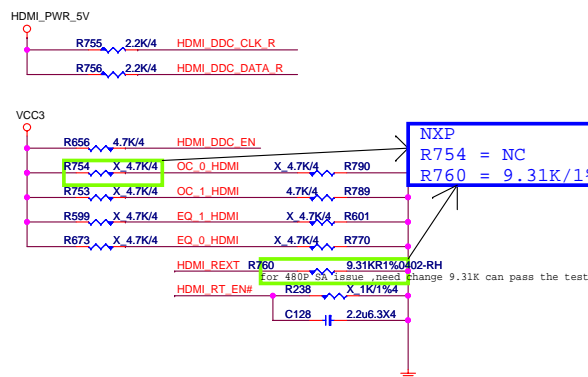 HDMI_PWR_5V
R755 2.2K/4 HDMI_DDC_CLK_R
R756 2.2K/4 HDMI_DDC_DATA_R
VCC3
R656 4.7K/4 HDMI_DDC_EN
R754 X_4.7K/4 OC_0_HDMI X_4.7K/4 R790
R753 X_4.7K/4 OC_1_HDMI 4.7K/4 R789
R599 X_4.7K/4 EQ_1_HDMI X_4.7K/4 R601
R673 X_4.7K/4 EQ_0_HDMI X_4.7K/4 R770
HDMI_REXT R760 9.31KR1%0402-RH
for 480P SA issue ,need change 9.31K can pass the test
HDMI_RT_EN# R238 X_1K/1%4
C128 2.2u6.3X4
NXP
R754 = NC
R760 = 9.31K/1%